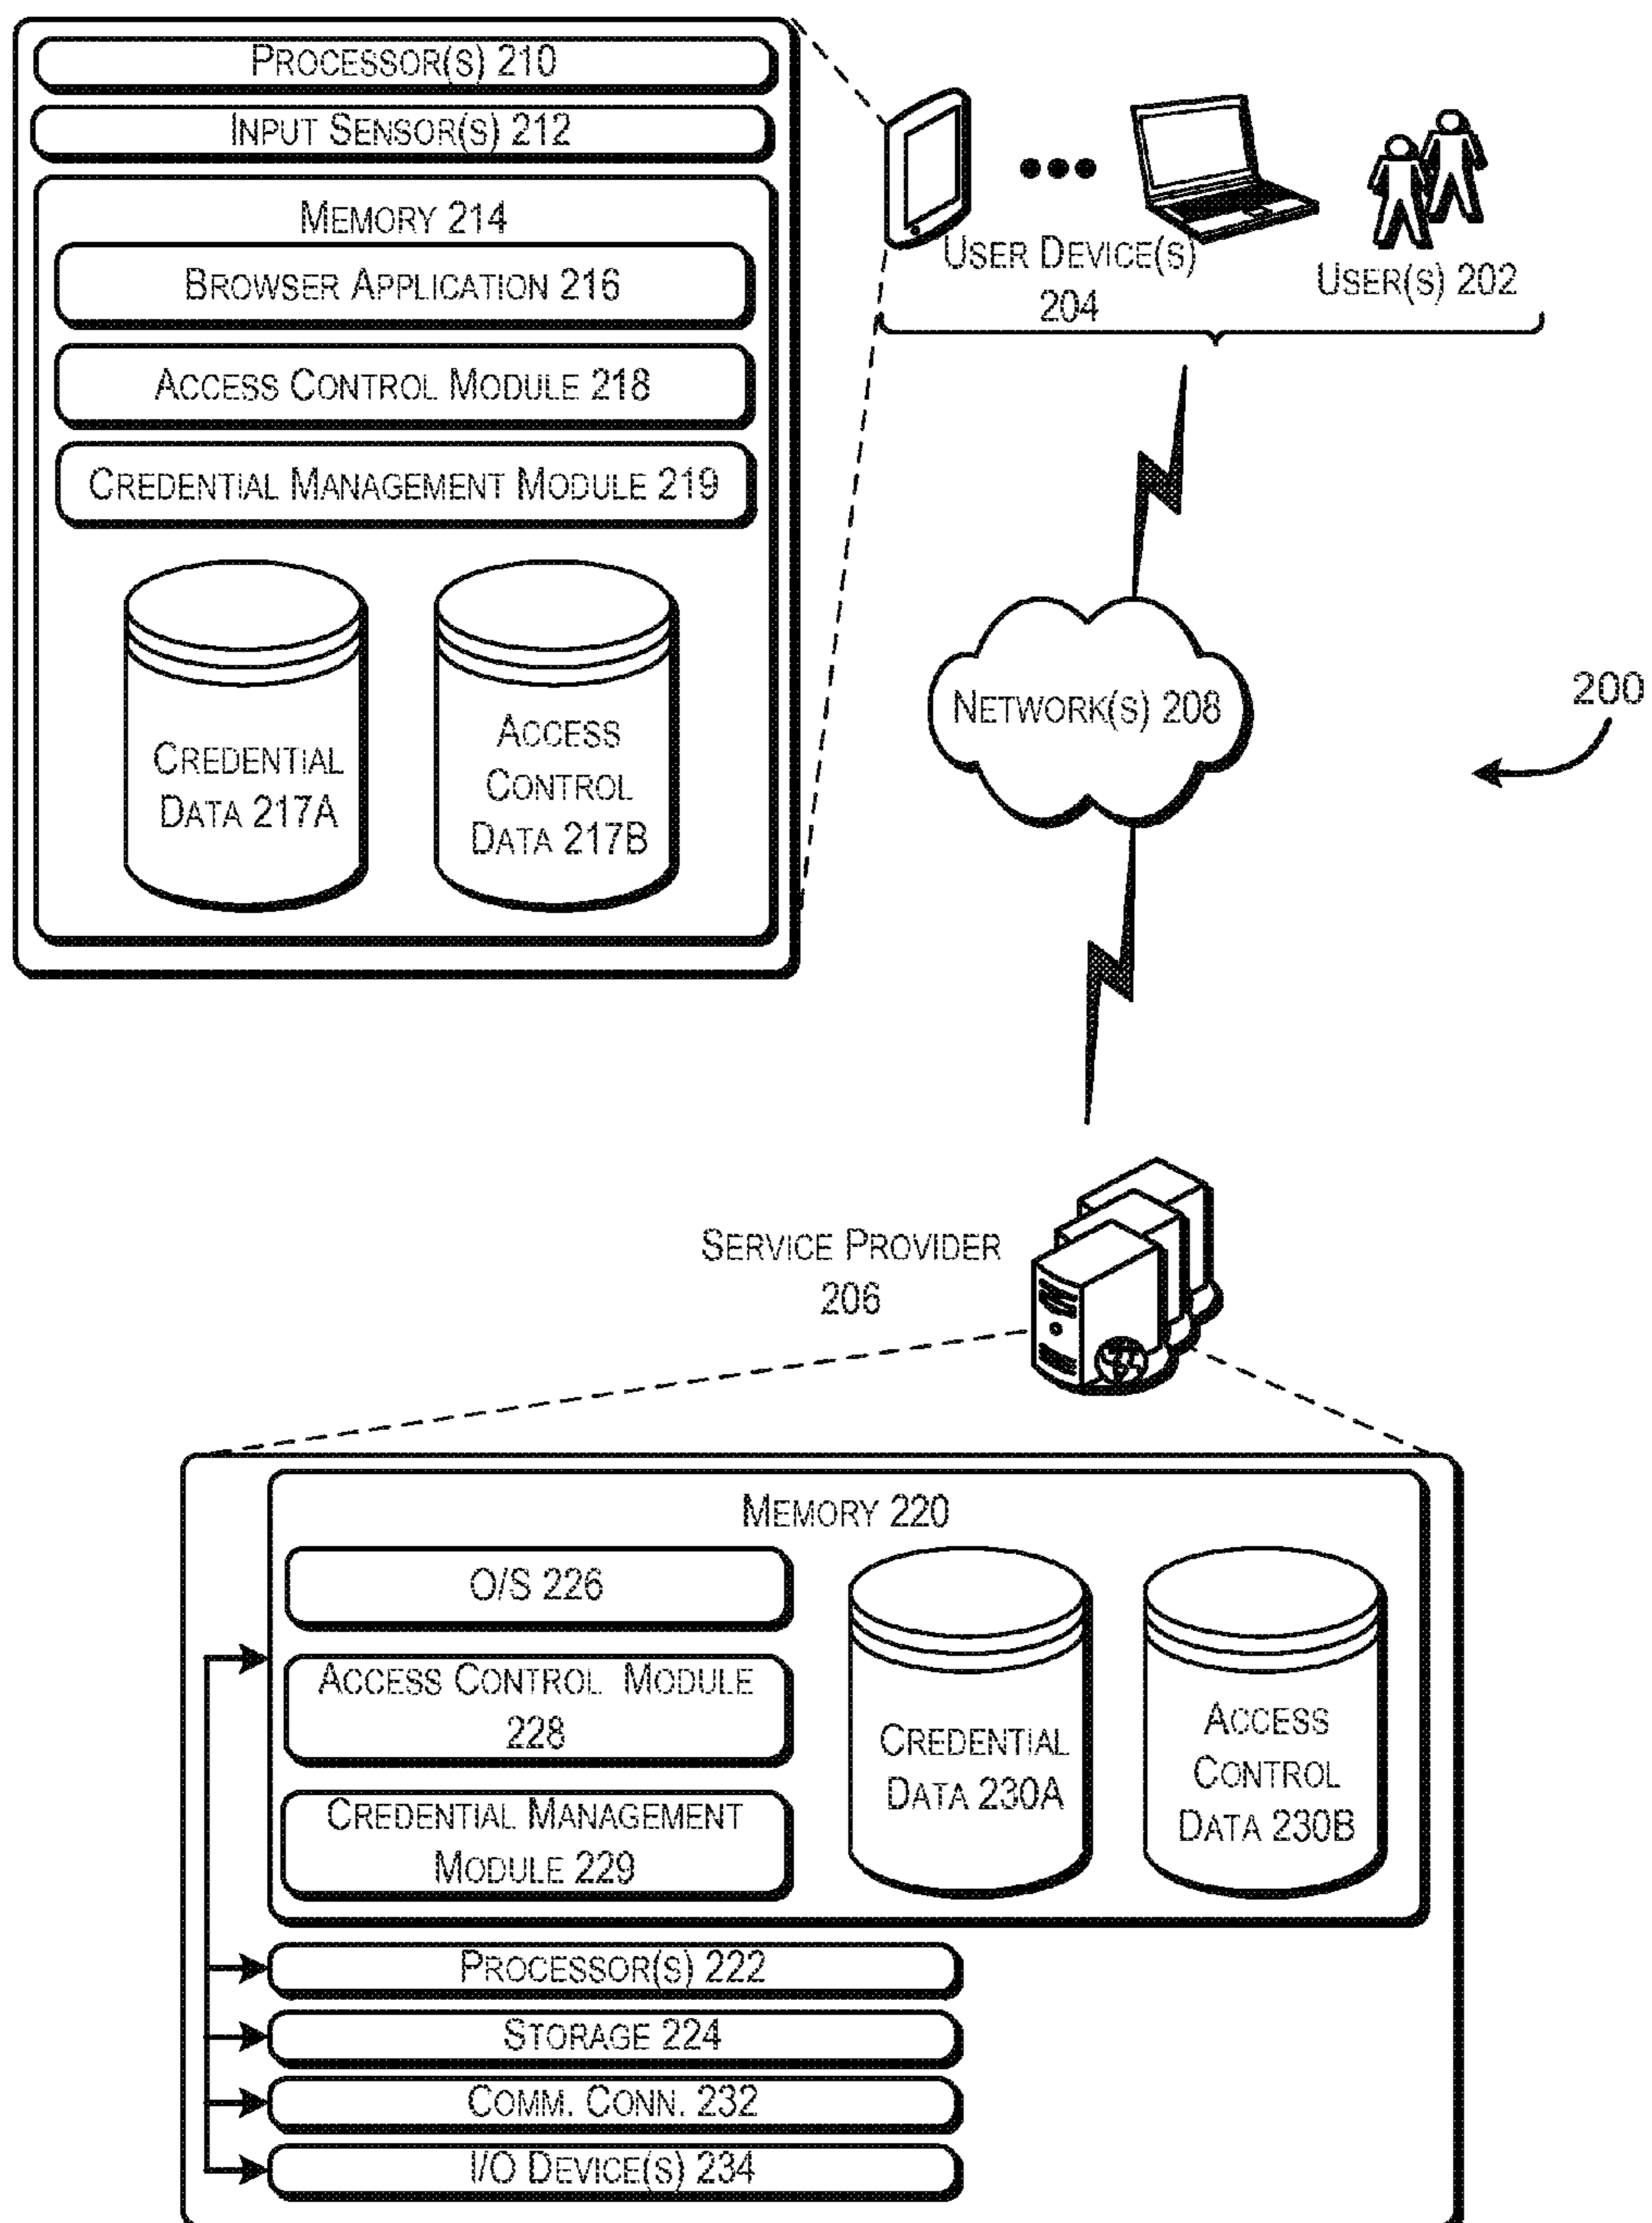 PROCESSOR(S) 210
INPUT SENSOR(S) 212
MEMORY 214
BROWSER APPLICATION 216
ACCESS CONTROL MODULE 218
CREDENTIAL MANAGEMENT MODULE 219
CREDENTIAL
DATA 217A
ACCESS
CONTROL
DATA 217B
USER DEVICE(S)
204
USER(S) 202
NETWORK(S) 208
200
SERVICE PROVIDER
206
MEMORY 220
O/S 226
ACCESS CONTROL MODULE
228
CREDENTIAL MANAGEMENT
MODULE 229
CREDENTIAL
DATA 230A
ACCESS
CONTROL
DATA 230B
PROCESSOR(S) 222
STORAGE 224
COMM. CONN. 232
I/O DEVICE(S) 234